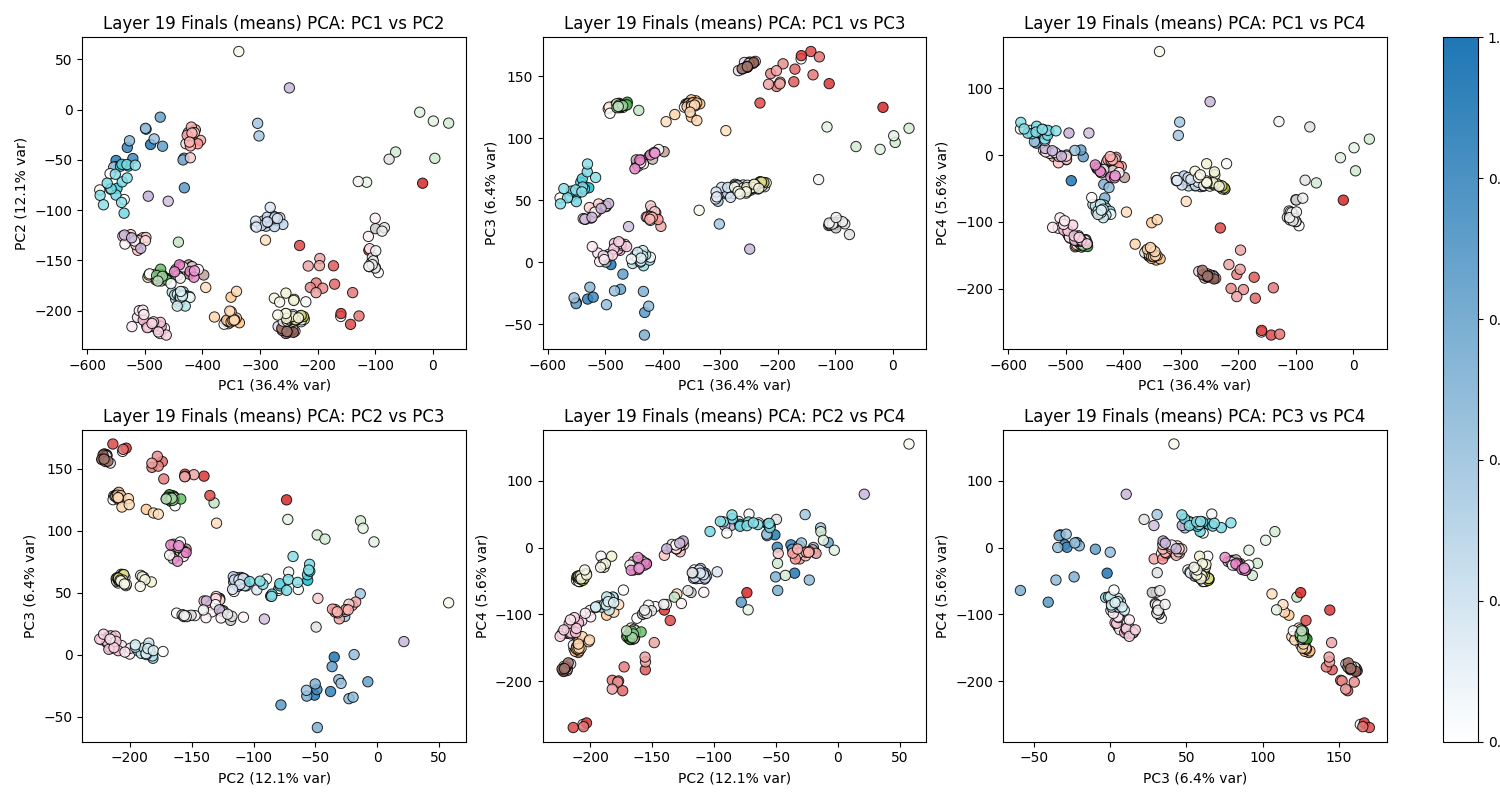 Layer 19 Finals (means) PCA: PC1 vs PC2
50
0
−50
−100
−150
−200
PC2 (12.1% var)
−600 −500 −400 −300 −200 −100 0
PC1 (36.4% var)
Layer 19 Finals (means) PCA: PC1 vs PC3
150
100
50
0
−50
PC3 (6.4% var)
−600 −500 −400 −300 −200 −100 0
PC1 (36.4% var)
Layer 19 Finals (means) PCA: PC1 vs PC4
100
0
−100
−200
PC4 (5.6% var)
−600 −500 −400 −300 −200 −100 0
PC1 (36.4% var)
Layer 19 Finals (means) PCA: PC2 vs PC3
150
100
50
0
−50
PC3 (6.4% var)
−200 −150 −100 −50 0 50
PC2 (12.1% var)
Layer 19 Finals (means) PCA: PC2 vs PC4
100
0
−100
−200
PC4 (5.6% var)
−200 −150 −100 −50 0 50
PC2 (12.1% var)
Layer 19 Finals (means) PCA: PC3 vs PC4
100
0
−100
−200
PC4 (5.6% var)
−50 0 50 100 150
PC3 (6.4% var)
1.
0.
0.
0.
0.
0.